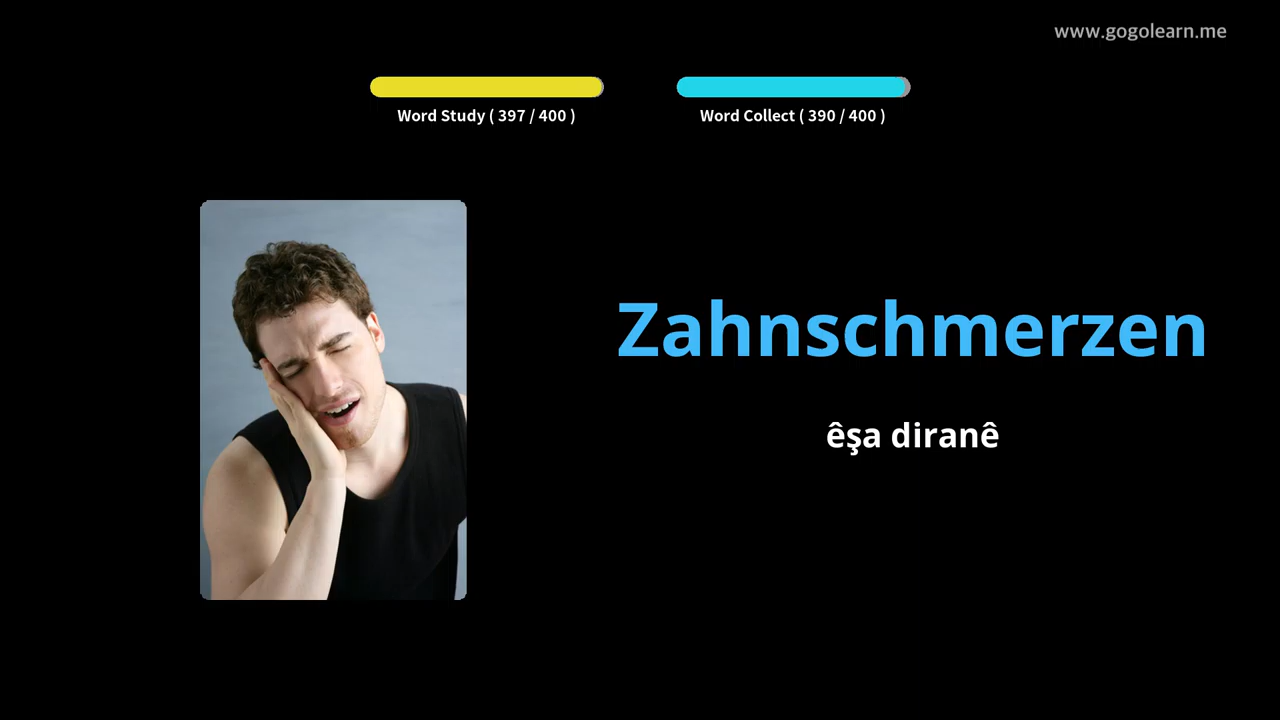 www.gogolearn.me
Word Study ( 397 / 400 )
Word Collect ( 390 / 400 )
Zahnschmerzen
êşa diranê